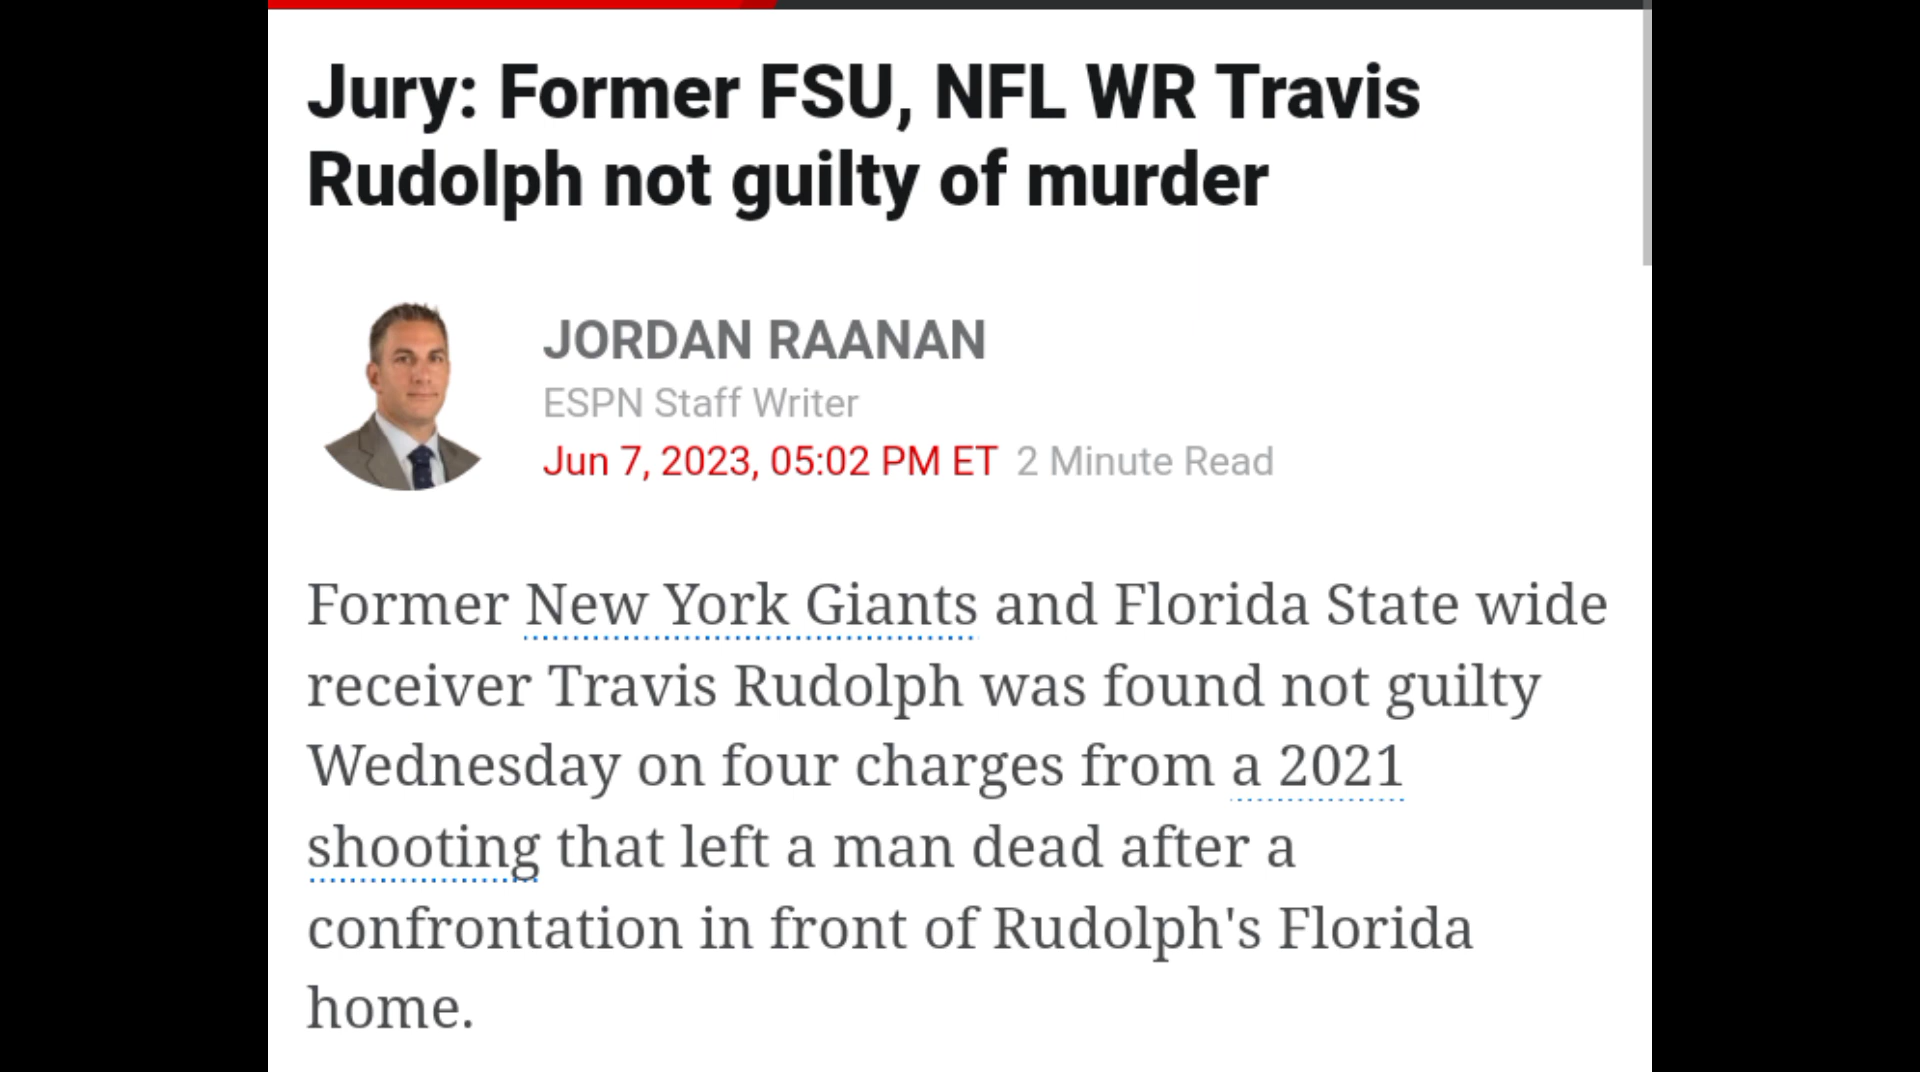 Jury: Former FSU, NFL WR Travis
Rudolph not guilty of murder
JORDAN RAANAN
ESPN Staff Writer
Jun 7, 2023, 05:02 PM ET 2 Minute Read
Former New York Giants and Florida State wide
receiver Travis Rudolph was found not guilty
Wednesday on four charges from a 2021
shooting that left a man dead after a
confrontation in front of Rudolph's Florida
home.